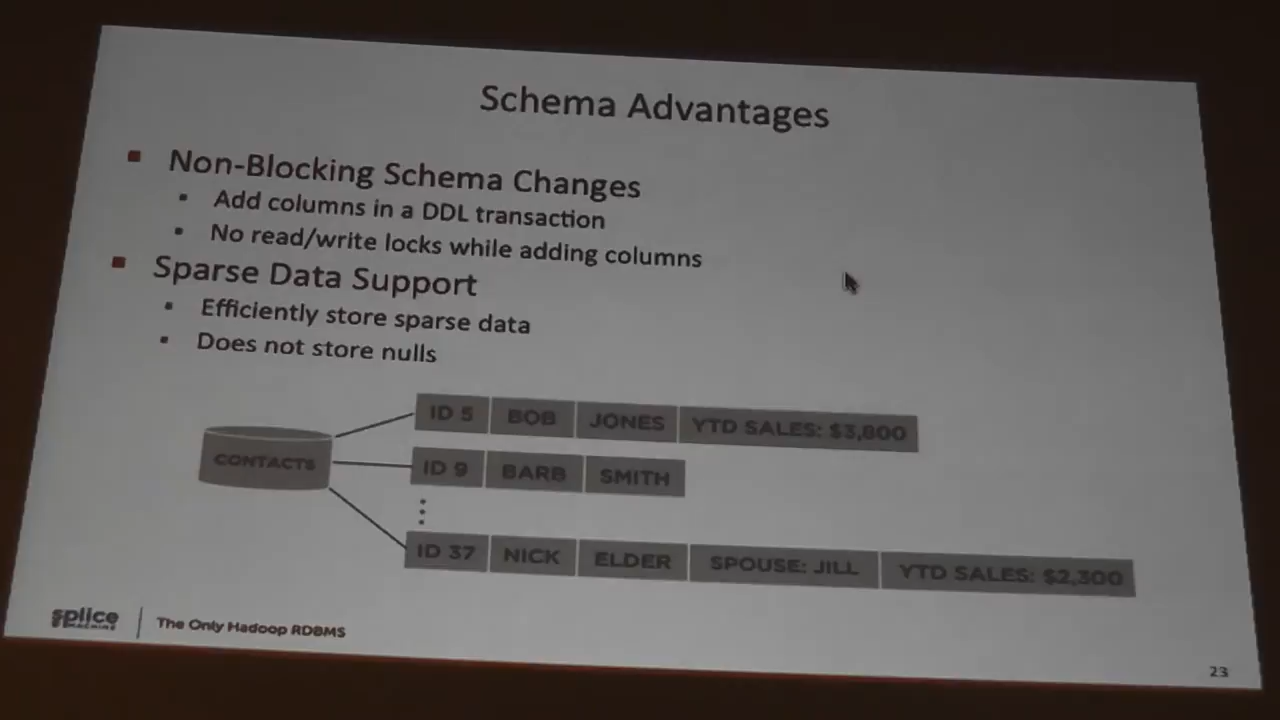 Schema Advantages
Non-Blocking Schema Changes
Add columns in a DDL transaction
No read/write locks while adding columns
Sparse Data Support
Efficiently store sparse data
Does not store nulls
CONTACTS
ID 5 BOB JONES YTD SALES: $3,800
ID 9 BARB SMITH
ID 37 NICK ELDER SPOUSE: JILL YTD SALES: $2,300
splice MACHINE
The Only Hadoop RDBMS
23